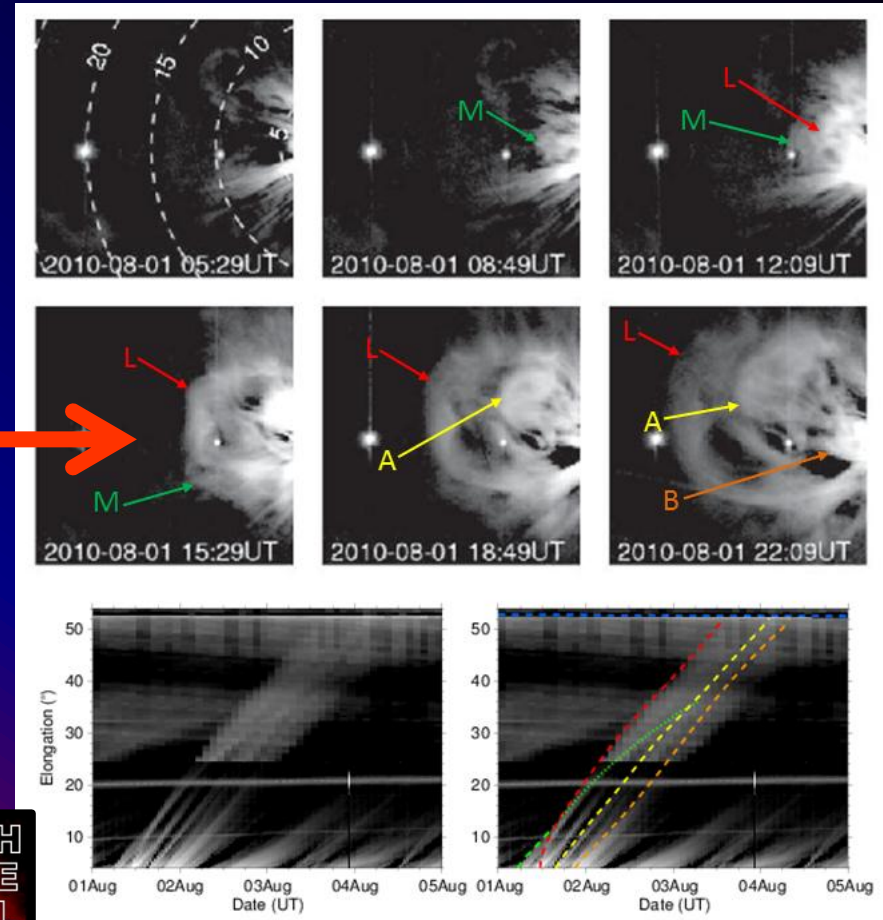 20
15
10
5
2010-08-01 05:29UT
M
2010-08-01 08:49UT
L
M
2010-08-01 12:09UT
L
M
2010-08-01 15:29UT
L
A
2010-08-01 18:49UT
L
A
B
2010-08-01 22:09UT
Elongation (°)
50
40
30
20
10
01Aug 02Aug 03Aug 04Aug 05Aug
Date (UT)
50
40
30
20
10
01Aug 02Aug 03Aug 04Aug 05Aug
Date (UT)
H
E